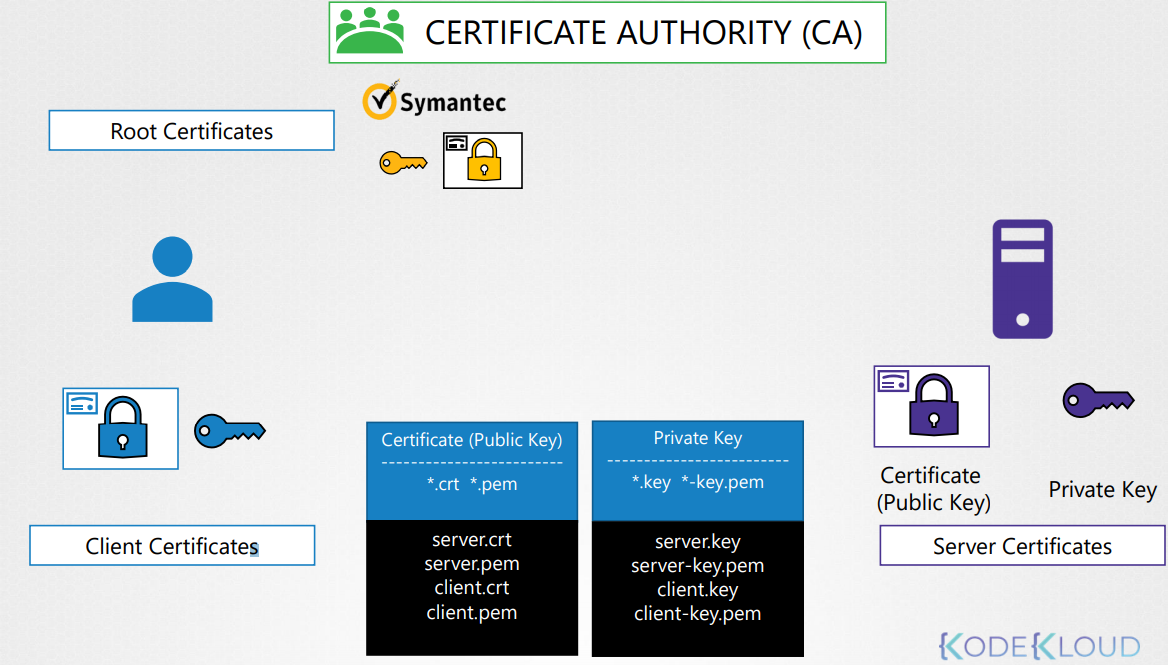 CERTIFICATE AUTHORITY (CA)
Symantec
Root Certificates
Certificate (Public Key)
*.crt *.pem
server.crt
server.pem
client.crt
client.pem
Private Key
*.key *-key.pem
server.key
server-key.pem
client.key
client-key.pem
Certificate
(Public Key)
Private Key
Client Certificates
Server Certificates
KODEKLOUD